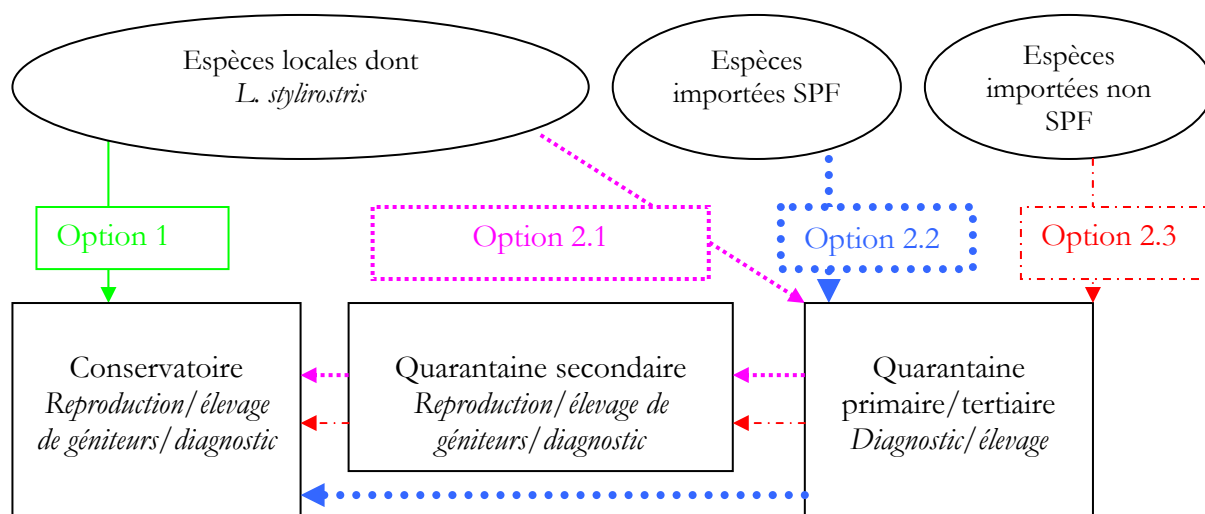 Espèces locales dont
L. stylirostris
Espèces
importées SPF
Espèces
importées non
SPF
Option 1
Option 2.1
Option 2.2
Option 2.3
Conservatoire
Reproduction/élevage
de géniteurs/diagnostic
Quarantaine secondaire
Reproduction/élevage de
géniteurs/diagnostic
Quarantaine
primaire/tertiaire
Diagnostic/élevage